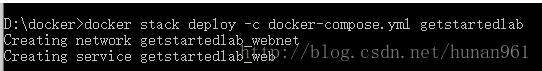 D:\docker>docker stack deploy -c docker-compose.yml getstartedlab
Creating network getstartedlab_webnet
Creating service getstartedlab_web
http://blog.csdn.net/hunan961